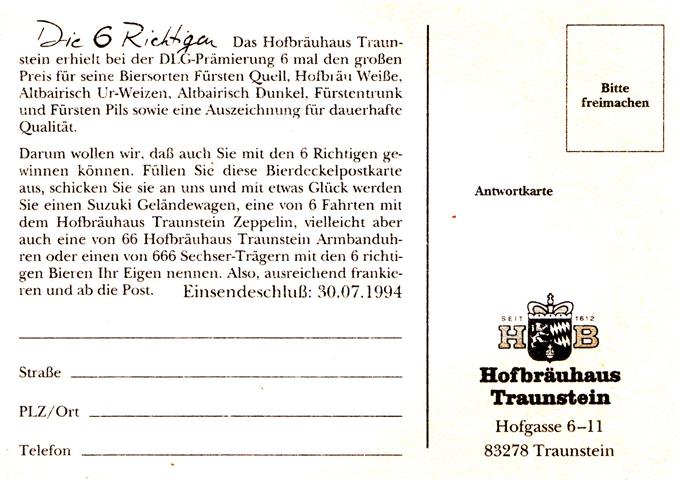 Die 6 Richtigen Das Hofbräuhaus Traun-
stein erhielt bei der DLG-Prämierung 6 mal den großen
Preis für seine Biersorten Fürsten Quell, Hofbräu Weiße,
Altbairisch Ur-Weizen, Altbairisch Dunkel, Fürstentrunk
und Fürsten Pils sowie eine Auszeichnung für dauerhafte
Qualität.
Darum wollen wir, daß auch Sie mit den 6 Richtigen ge-
winnen können. Füllen Sie diese Bierdeckelpostkarte
aus, schicken Sie sie an uns und mit etwas Glück werden
Sie einen Suzuki Geländewagen, eine von 6 Fahrten mit
dem Hofbräuhaus Traunstein Zeppelin, vielleicht aber
auch eine von 66 Hofbräuhaus Traunstein Armbanduh-
ren oder einen von 666 Sechser-Trägern mit den 6 richti-
gen Bieren Ihr Eigen nennen. Also, ausreichend frankie-
ren und ab die Post. Einsendeschluß: 30.07.1994
Straße
PLZ/Ort
Telefon
Bitte
freimachen
Antwortkarte
SEIT 1612
H B
Hofbräuhaus
Traunstein
Hofgasse 6–11
83278 Traunstein